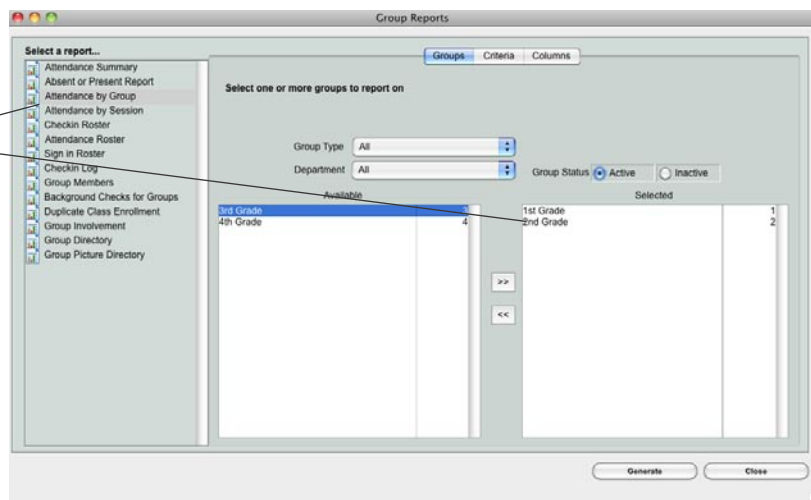 Group Reports
Select a report...
Attendance Summary
Absent or Present Report
Attendance by Group
Attendance by Session
Checkin Roster
Attendance Roster
Sign in Roster
Checkin Log
Group Members
Background Checks for Groups
Duplicate Class Enrollment
Group Involvement
Group Directory
Group Picture Directory
Groups Criteria Columns
Select one or more groups to report on
Group Type All
Department All
Group Status Active Inactive
Available
3rd Grade 3
4th Grade 4
>>
<<
Selected
1st Grade 1
2nd Grade 2
Generate Close